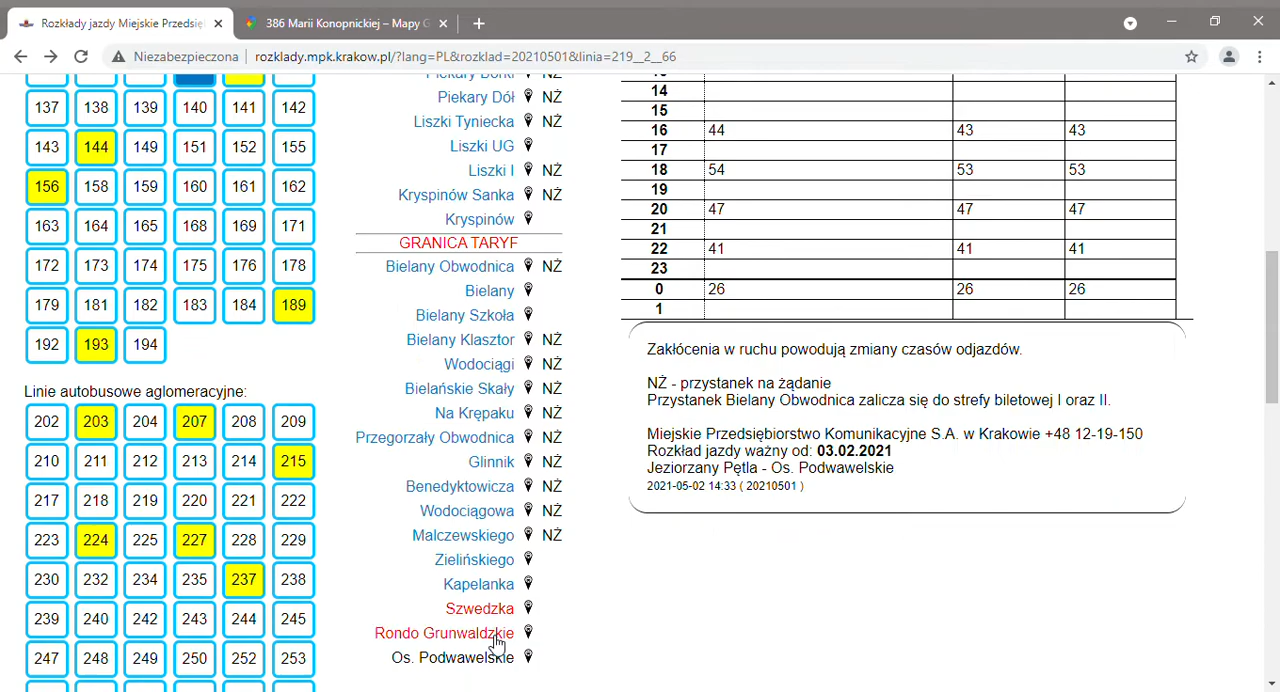 Rozkłady jazdy Miejskie Przedsię
386 Marii Konopnickiej – Mapy G
Niezabezpieczona
rozklady.mpk.krakow.pl/?lang=PL&rozklad=20210501&linia=219__2__66
137 138 139 140 141 142
143 144 149 151 152 155
156 158 159 160 161 162
163 164 165 168 169 171
172 173 174 175 176 178
179 181 182 183 184 189
192 193 194
Linie autobusowe aglomeracyjne:
202 203 204 207 208 209
210 211 212 213 214 215
217 218 219 220 221 222
223 224 225 227 228 229
230 232 234 235 237 238
239 240 242 243 244 245
247 248 249 250 252 253
Piekary Dół NŻ
Liszki Tyniecka NŻ
Liszki UG
Liszki I NŻ
Kryspinów Sanka NŻ
Kryspinów
GRANICA TARYF
Bielany Obwodnica NŻ
Bielany
Bielany Szkoła
Bielany Klasztor NŻ
Wodociągi NŻ
Bielańskie Skały NŻ
Na Krępaku NŻ
Przegorzały Obwodnica NŻ
Glinnik NŻ
Benedyktowicza NŻ
Wodociągowa NŻ
Malczewskiego NŻ
Zielińskiego
Kapelanka
Szwedzka
Rondo Grunwaldzkie
Os. Podwawelskie
14
15
16 44 43 43
17
18 54 53 53
19
20 47 47 47
21
22 41 41 41
23
0 26 26 26
1
Zakłócenia w ruchu powodują zmiany czasów odjazdów.
NŻ - przystanek na żądanie
Przystanek Bielany Obwodnica zalicza się do strefy biletowej I oraz II.
Miejskie Przedsiębiorstwo Komunikacyjne S.A. w Krakowie +48 12-19-150
Rozkład jazdy ważny od: 03.02.2021
Jeziorzany Pętla - Os. Podwawelskie
2021-05-02 14:33 ( 20210501 )